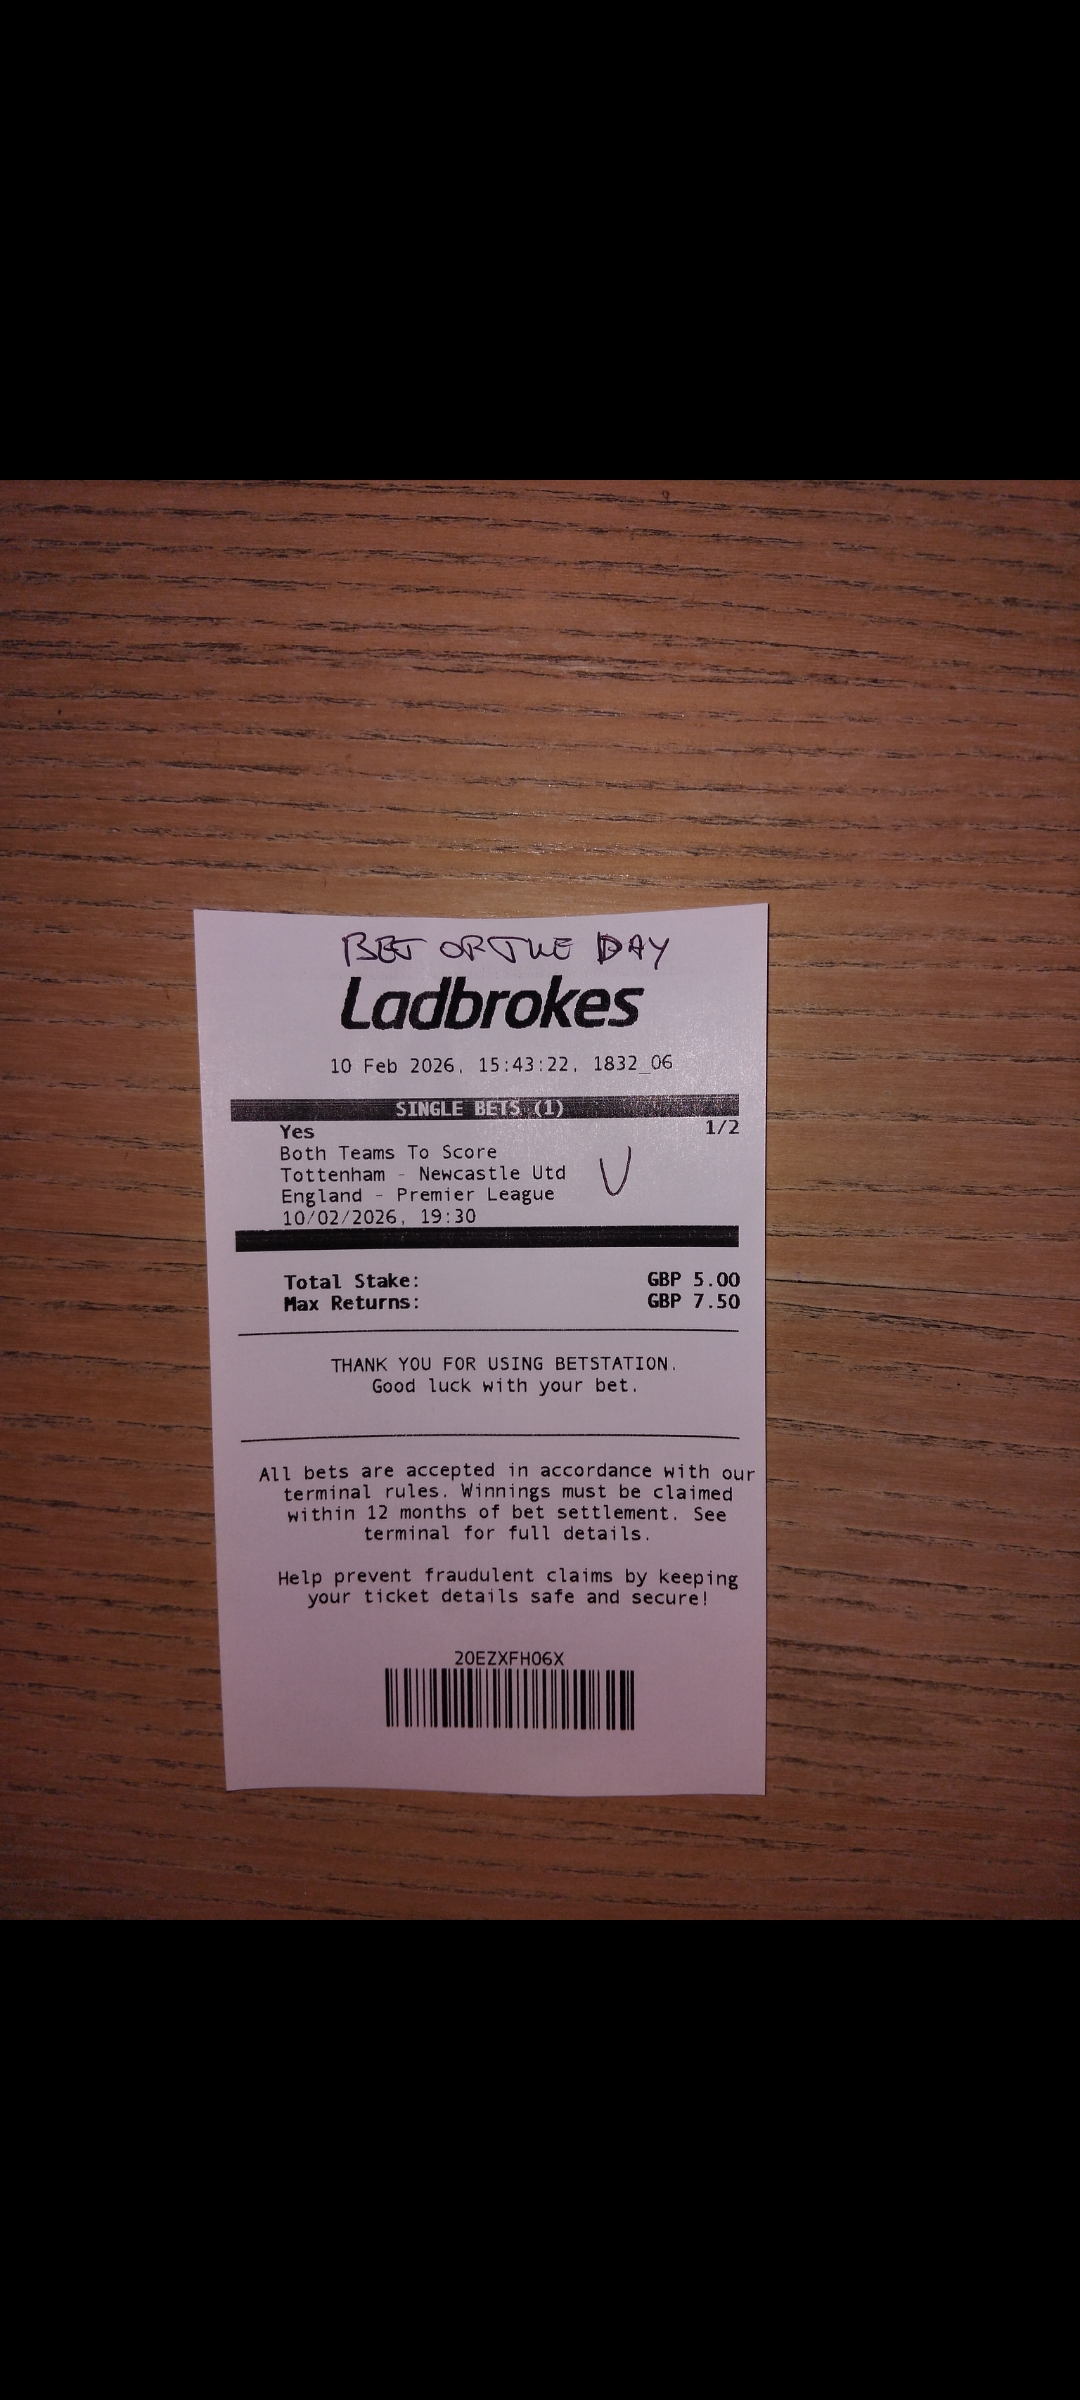 BET OF THE DAY
Ladbrokes
10 Feb 2026, 15:43:22, 1832_06
SINGLE BETS (1)
Yes 1/2
Both Teams To Score
Tottenham - Newcastle Utd
England - Premier League
10/02/2026, 19:30
Total Stake: GBP 5.00
Max Returns: GBP 7.50
THANK YOU FOR USING BETSTATION.
Good luck with your bet.
All bets are accepted in accordance with our
terminal rules. Winnings must be claimed
within 12 months of bet settlement. See
terminal for full details.
Help prevent fraudulent claims by keeping
your ticket details safe and secure!
20EZXFH06X